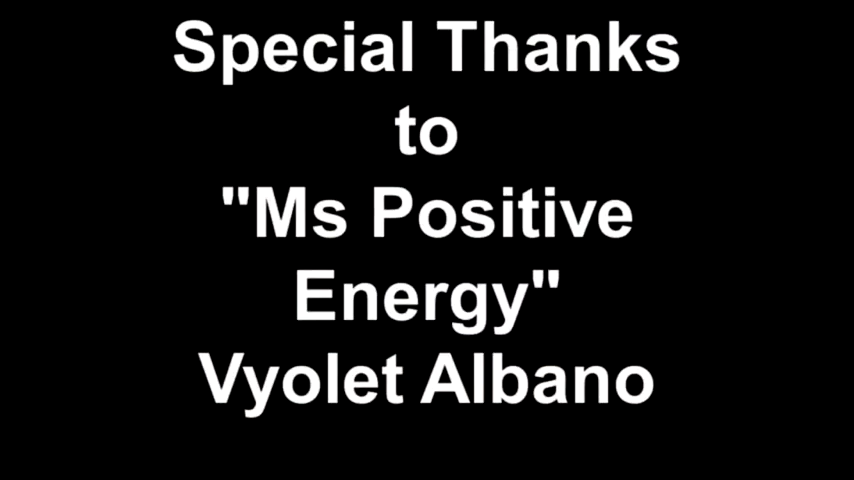 Special Thanks
to
"Ms Positive
Energy"
Vyolet Albano